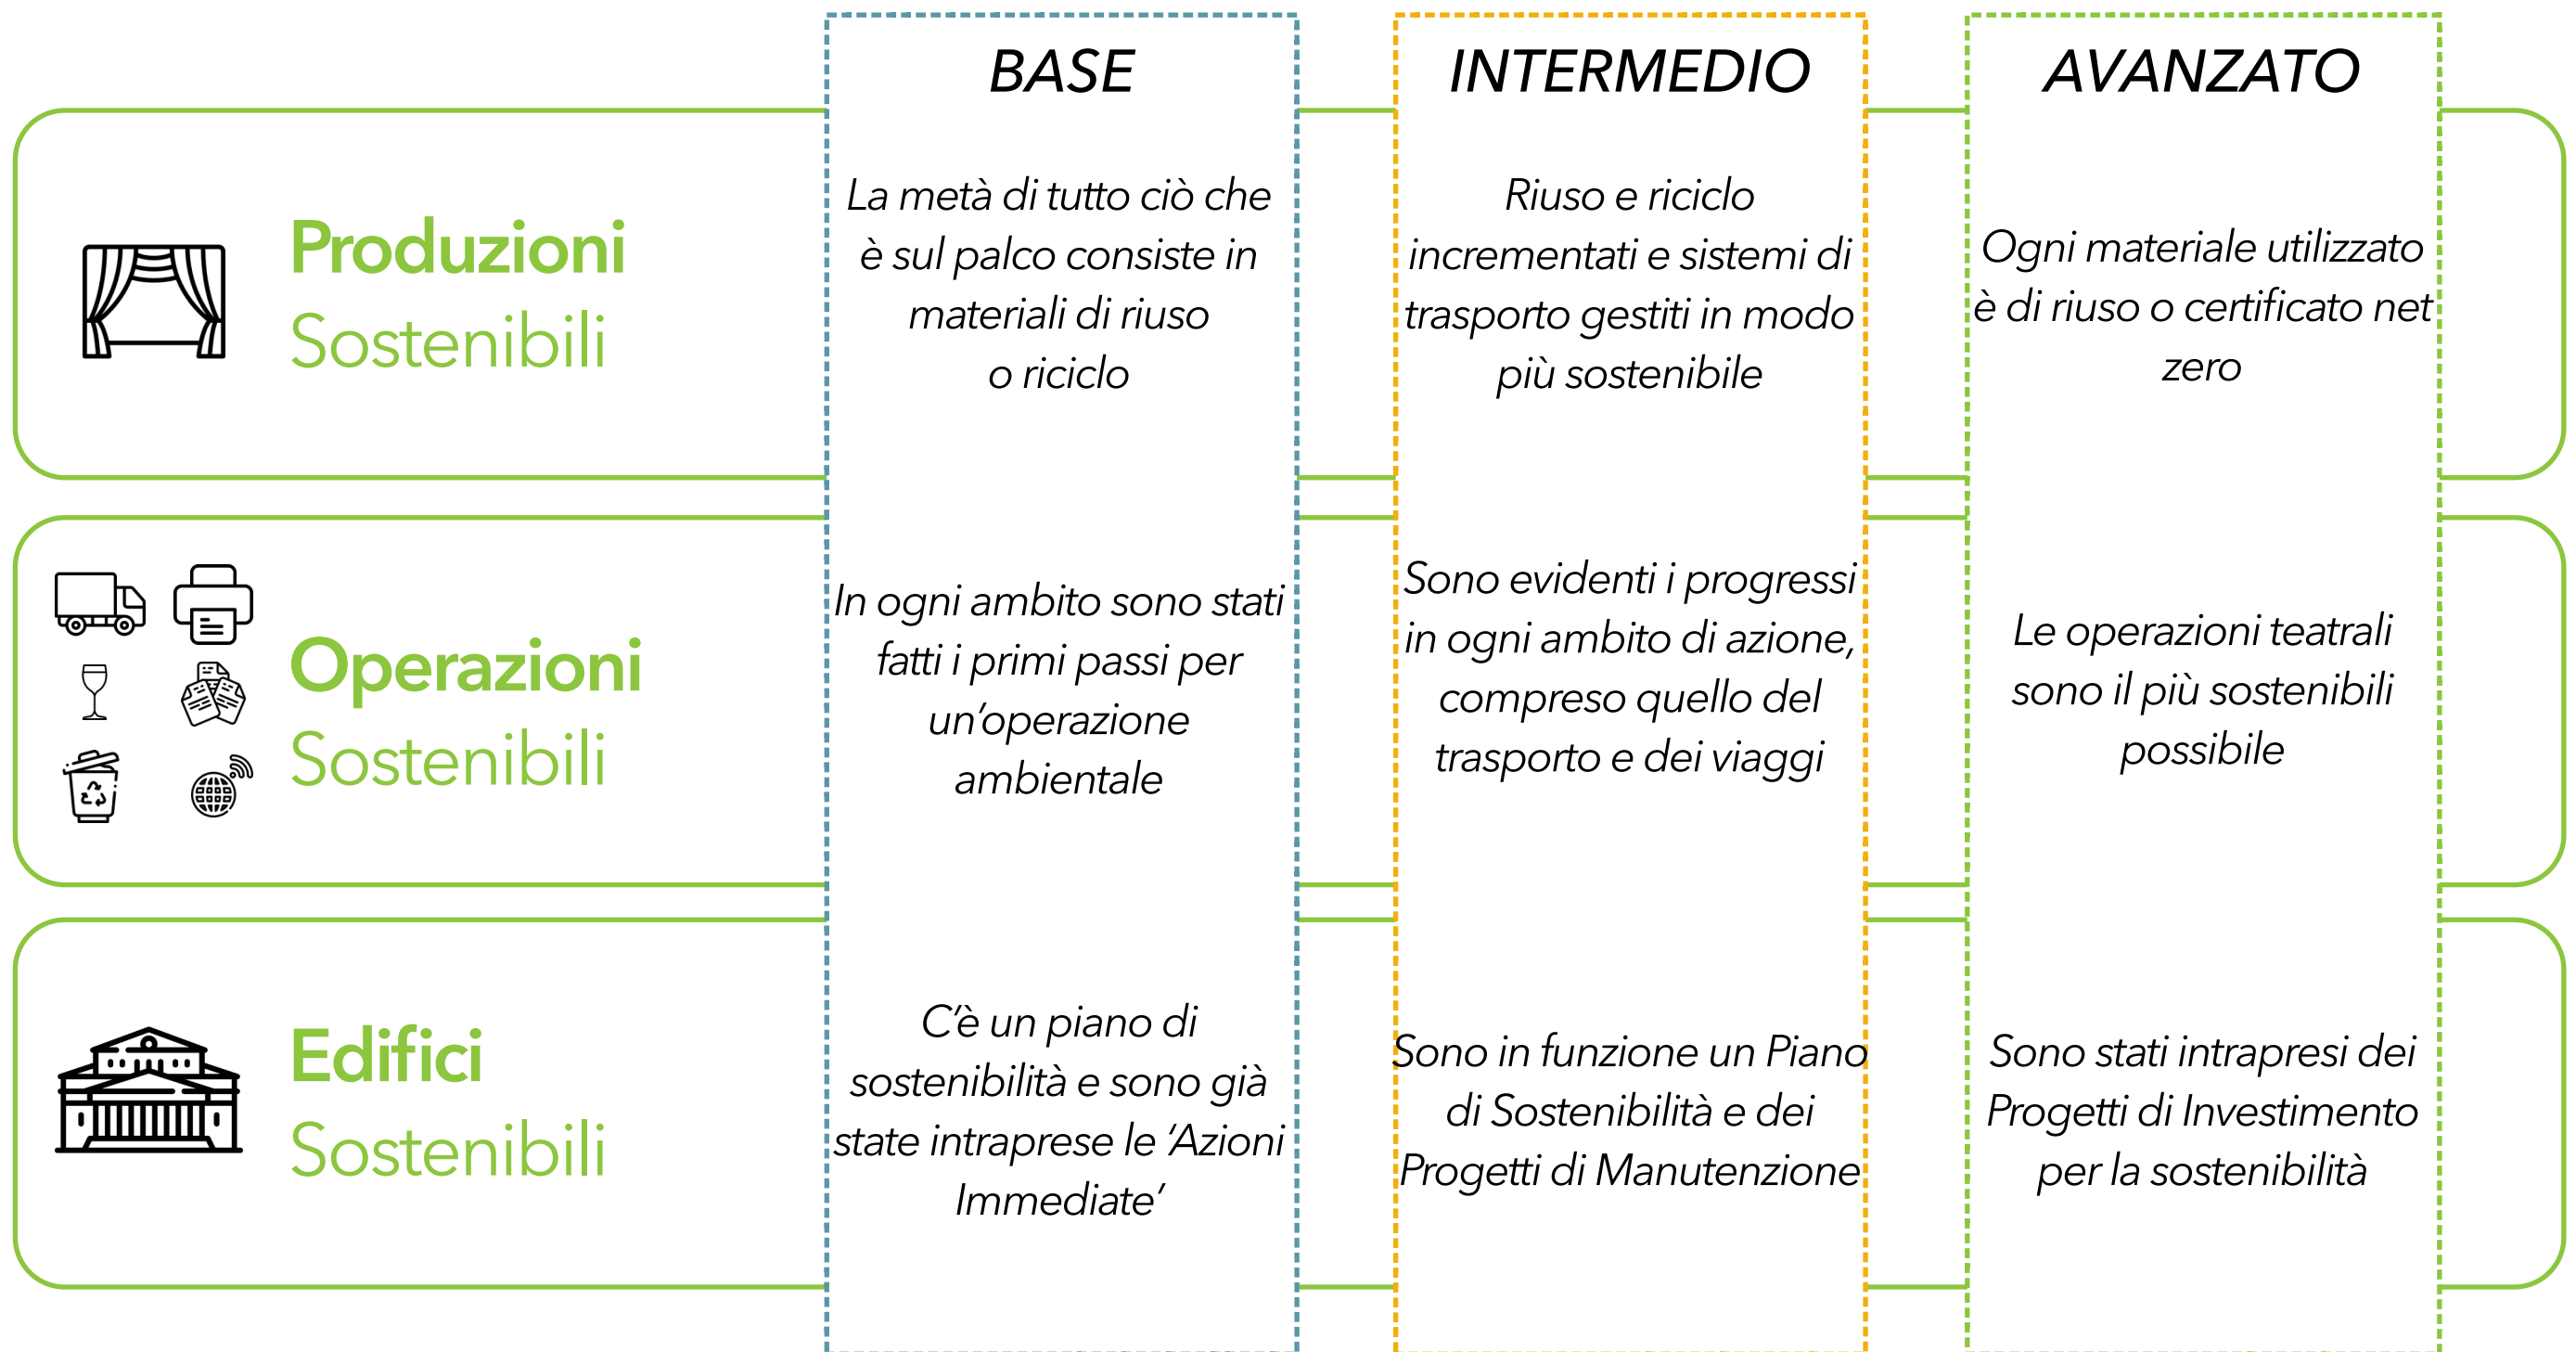 BASE
INTERMEDIO
AVANZATO
Produzioni
Sostenibili
La metà di tutto ciò che
è sul palco consiste in
materiali di riuso
o riciclo
Riuso e riciclo
incrementati e sistemi di
trasporto gestiti in modo
più sostenibile
Ogni materiale utilizzato
è di riuso o certificato net
zero
Operazioni
Sostenibili
In ogni ambito sono stati
fatti i primi passi per
un’operazione
ambientale
Sono evidenti i progressi
in ogni ambito di azione,
compreso quello del
trasporto e dei viaggi
Le operazioni teatrali
sono il più sostenibili
possibile
Edifici
Sostenibili
C’è un piano di
sostenibilità e sono già
state intraprese le ‘Azioni
Immediate’
Sono in funzione un Piano
di Sostenibilità e dei
Progetti di Manutenzione
Sono stati intrapresi dei
Progetti di Investimento
per la sostenibilità